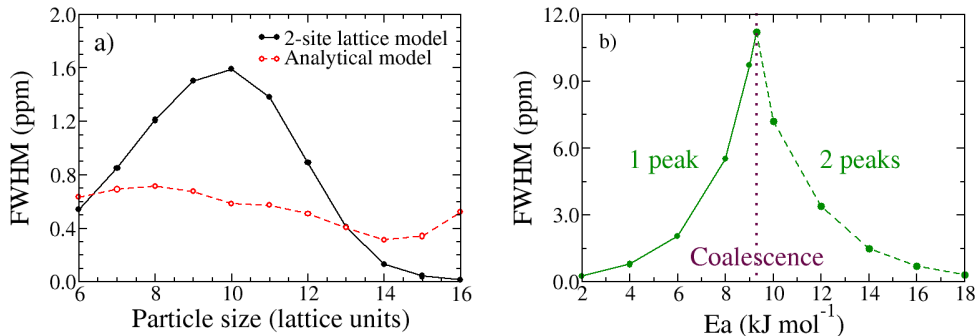 a)
2-site lattice model
Analytical model
FWHM (ppm)
2.0
1.6
1.2
0.8
0.4
0.0
6 8 10 12 14 16
Particle size (lattice units)
b)
1 peak
2 peaks
Coalescence
FWHM (ppm)
12.0
9.0
6.0
3.0
0.0
2 4 6 8 10 12 14 16 18
Ea (kJ mol⁻¹)